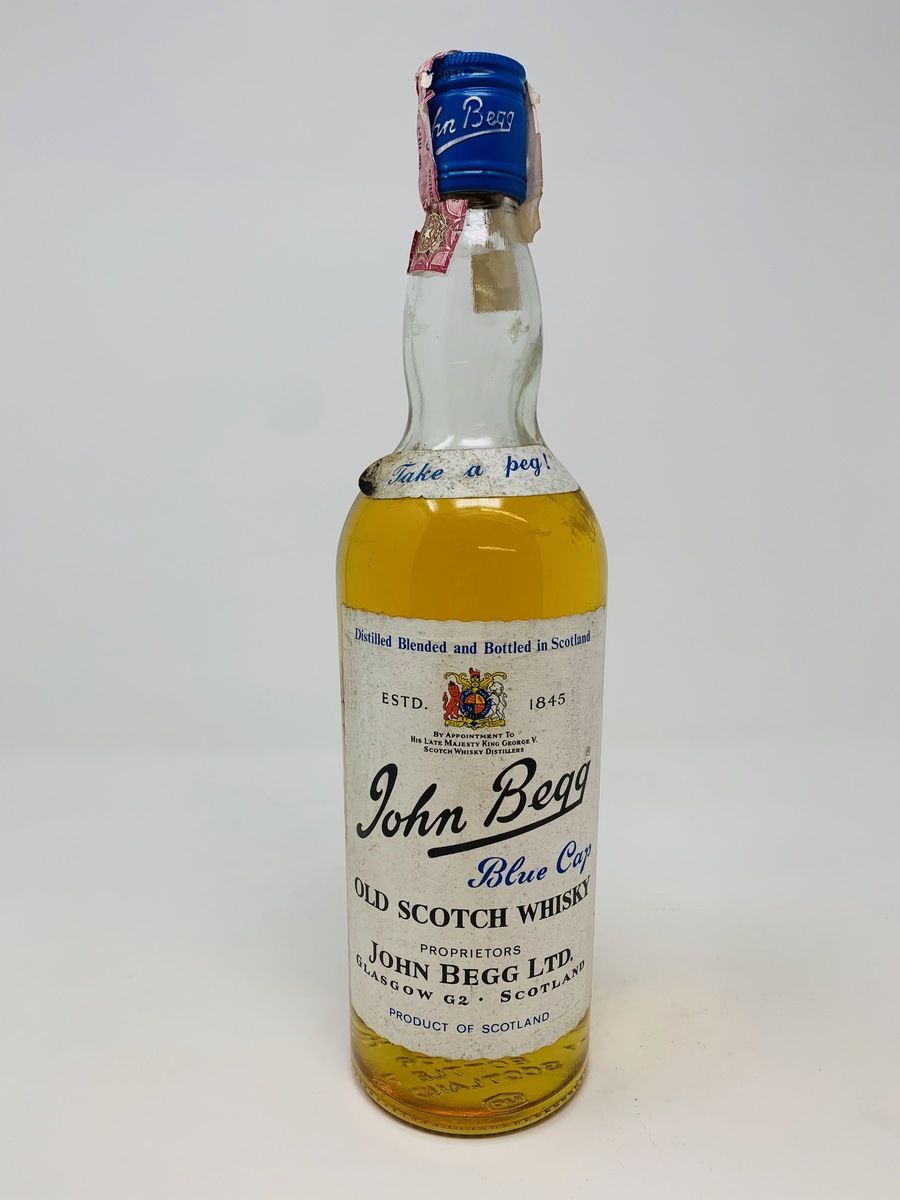 hn Begg
Take a peg!
Distilled Blended and Bottled in Scotland
ESTD. 1845
BY APPOINTMENT TO
HIS LATE MAJESTY KING GEORGE V.
SCOTCH WHISKY DISTILLERS
John Begg ®
Blue Cap
OLD SCOTCH WHISKY
PROPRIETORS
JOHN BEGG LTD.
GLASGOW G2 · SCOTLAND
PRODUCT OF SCOTLAND